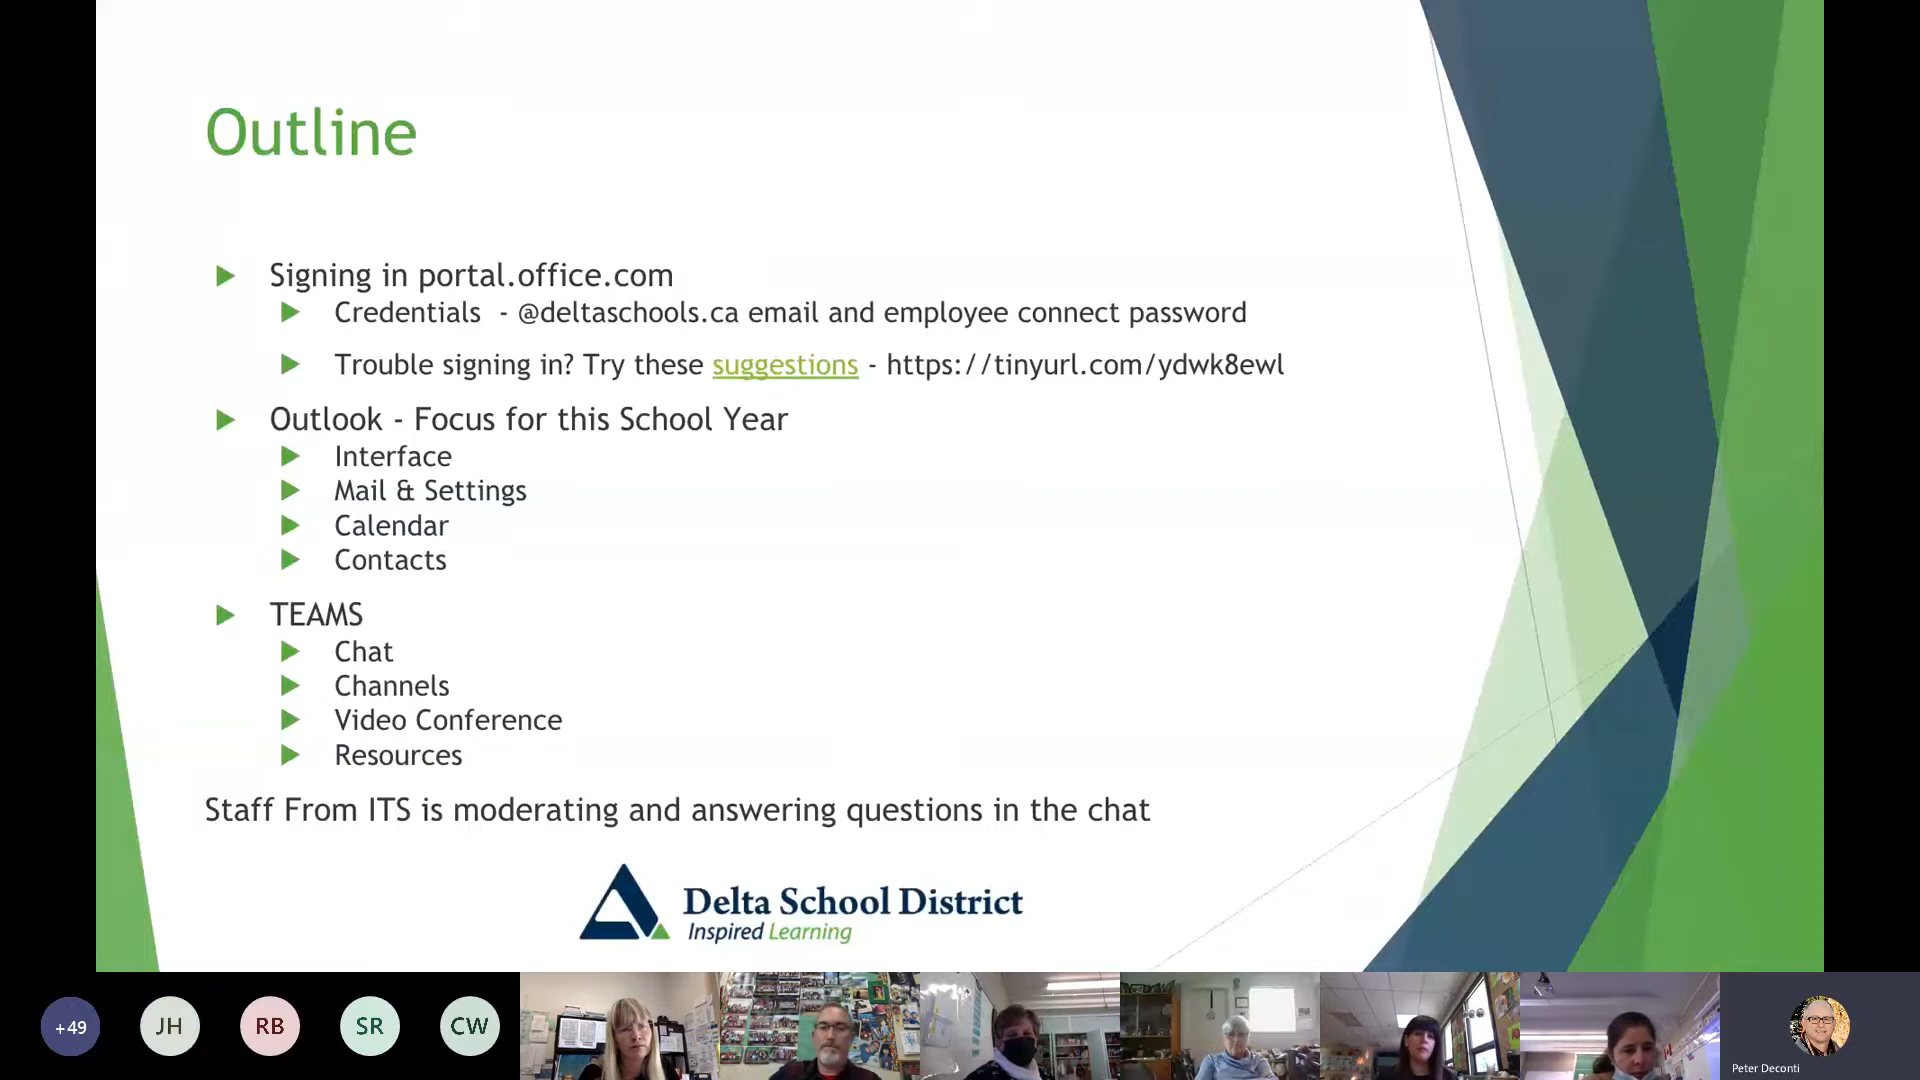 Outline
Signing in portal.office.com
Credentials - @deltaschools.ca email and employee connect password
Trouble signing in? Try these suggestions - https://tinyurl.com/ydwk8ewl
Outlook - Focus for this School Year
Interface
Mail & Settings
Calendar
Contacts
TEAMS
Chat
Channels
Video Conference
Resources
Staff From ITS is moderating and answering questions in the chat
Delta School District
Inspired Learning
+49
JH
RB
SR
CW
Peter Deconti